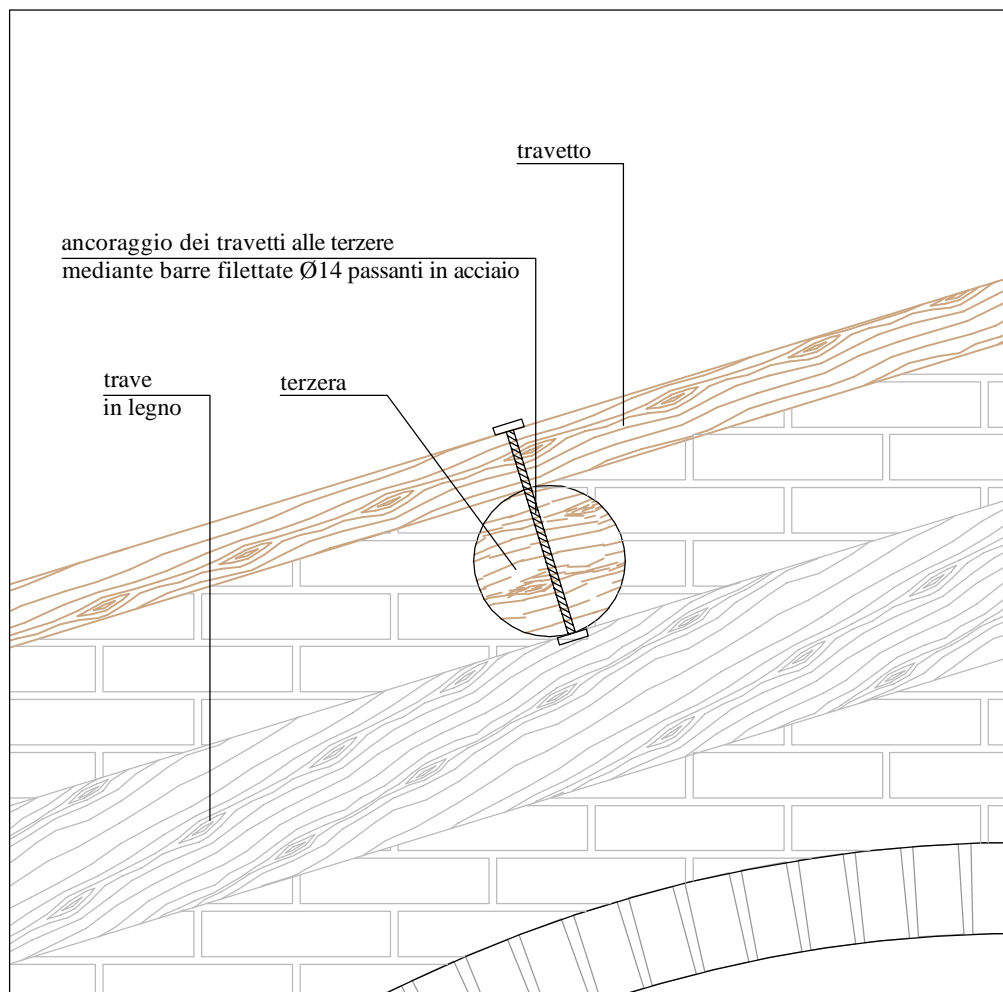 travetto
ancoraggio dei travetti alle terzere
mediante barre filettate Ø14 passanti in acciaio
trave
in legno
terzera